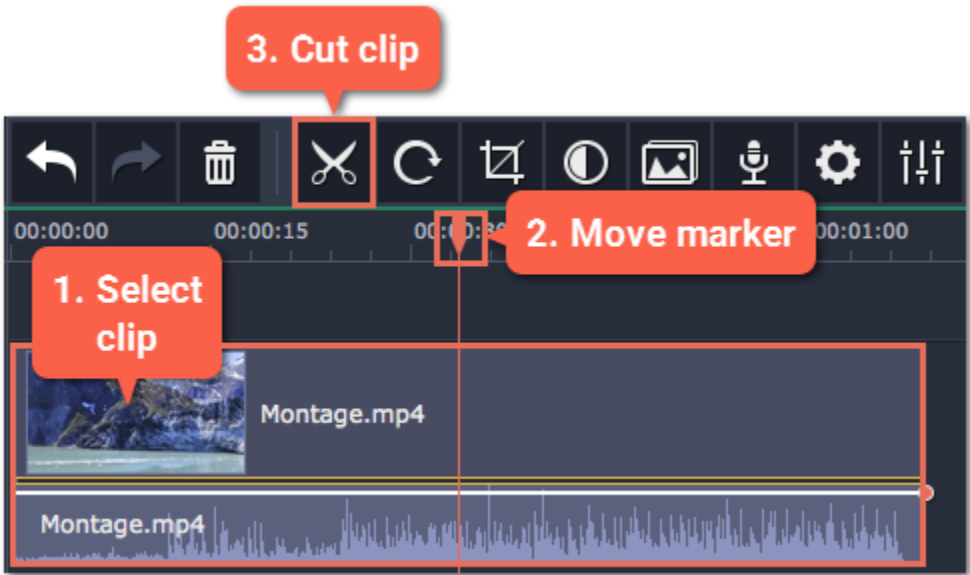 3. Cut clip
00:00:00
00:00:15
2. Move marker
00:01:00
1. Select
clip
Montage.mp4
Montage.mp4